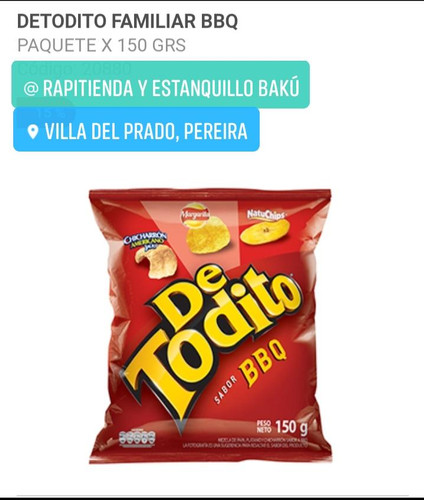 DETODITO FAMILIAR BBQ
PAQUETE X 150 GRS
@ RAPITIENDA Y ESTANQUILLO BAKÚ
VILLA DEL PRADO, PEREIRA
Margarita
NatuChips
CHICHARRÓN
AMERICANO
De
Todito
SABOR BBQ
PESO
NETO 150 g